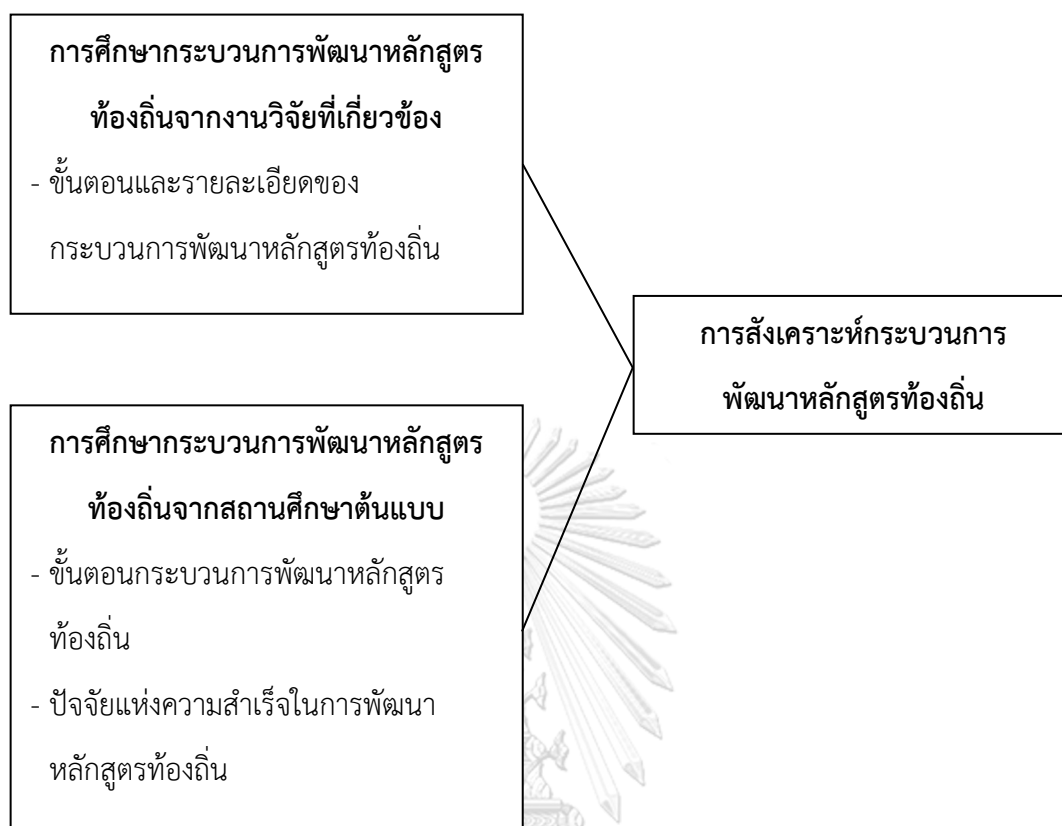 การศึกษากระบวนการพัฒนาหลักสูตร
ท้องถิ่นจากงานวิจัยที่เกี่ยวข้อง
- ขั้นตอนและรายละเอียดของ
กระบวนการพัฒนาหลักสูตรท้องถิ่น
การศึกษากระบวนการพัฒนาหลักสูตร
ท้องถิ่นจากสถานศึกษาต้นแบบ
- ขั้นตอนกระบวนการพัฒนาหลักสูตร
ท้องถิ่น
- ปัจจัยแห่งความสำเร็จในการพัฒนา
หลักสูตรท้องถิ่น
การสังเคราะห์กระบวนการ
พัฒนาหลักสูตรท้องถิ่น